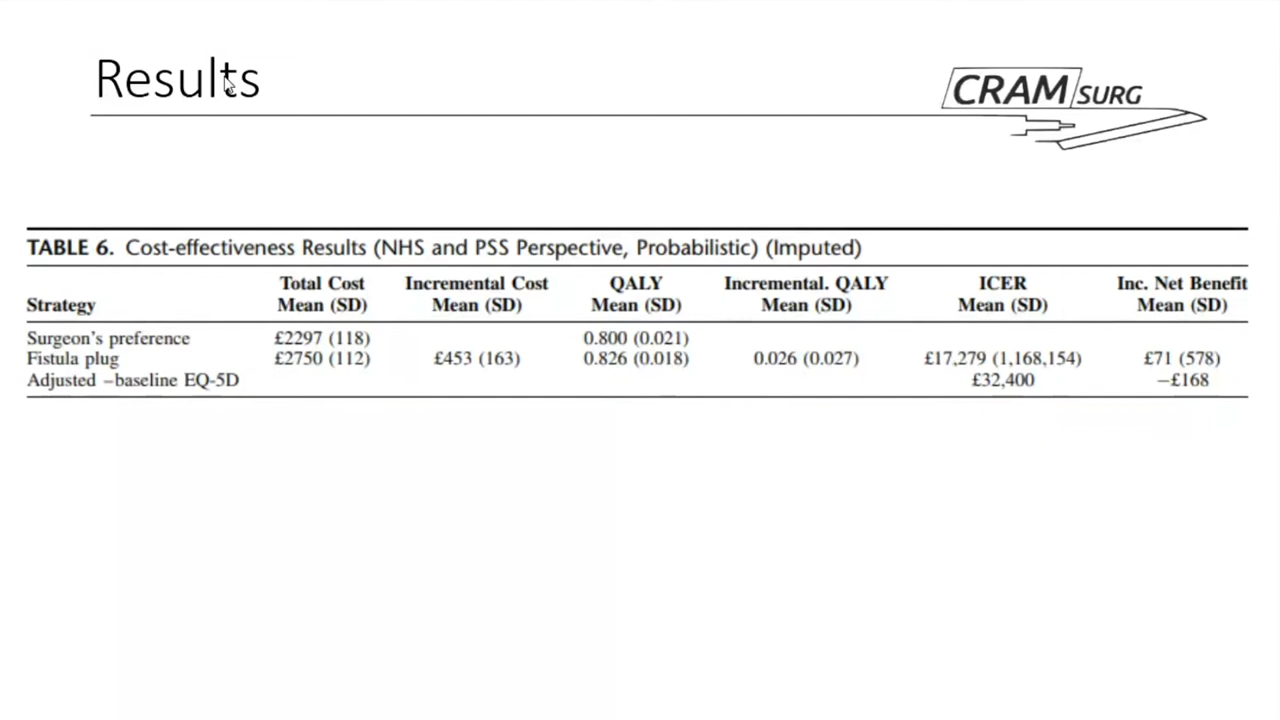 Results
CRAM SURG
TABLE 6. Cost-effectiveness Results (NHS and PSS Perspective, Probabilistic) (Imputed)
Strategy Total Cost Mean (SD) Incremental Cost Mean (SD) QALY Mean (SD) Incremental. QALY Mean (SD) ICER Mean (SD) Inc. Net Benefit Mean (SD)
Surgeon's preference £2297 (118) 0.800 (0.021)
Fistula plug £2750 (112) £453 (163) 0.826 (0.018) 0.026 (0.027) £17,279 (1,168,154) £71 (578)
Adjusted –baseline EQ-5D £32,400 −£168